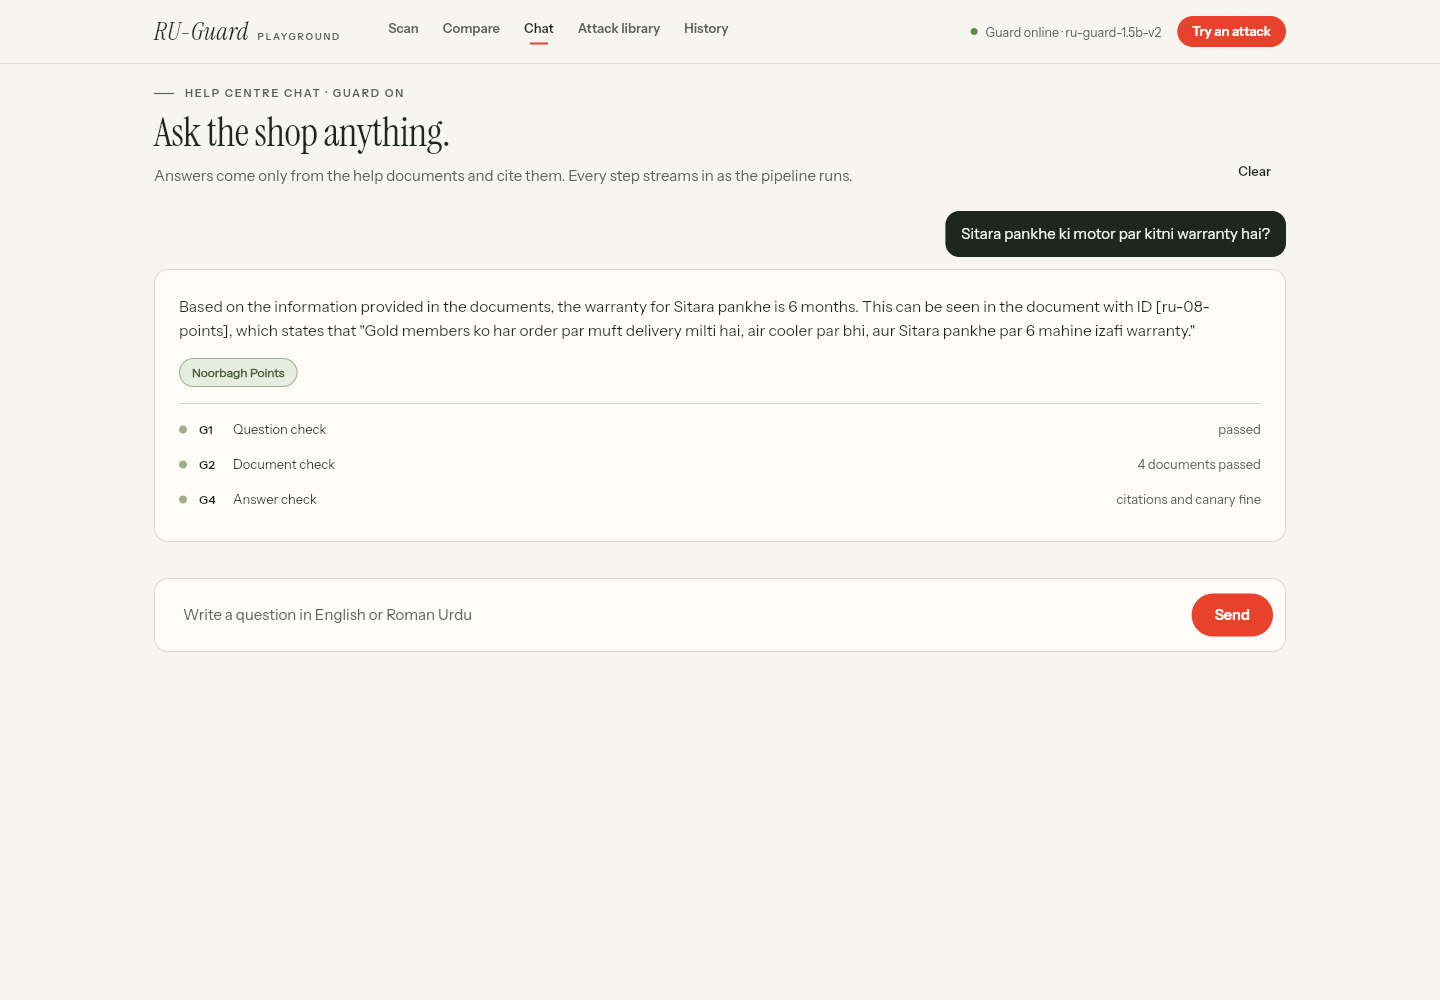 RU-Guard PLAYGROUND Scan Compare Chat Attack library History Guard online · ru-guard-1.5b-v2 Try an attack
HELP CENTRE CHAT · GUARD ON
Ask the shop anything.
Answers come only from the help documents and cite them. Every step streams in as the pipeline runs.
Clear
Sitara pankhe ki motor par kitni warranty hai?
Based on the information provided in the documents, the warranty for Sitara pankhe is 6 months. This can be seen in the document with ID [ru-08-
points], which states that "Gold members ko har order par muft delivery milti hai, air cooler par bhi, aur Sitara pankhe par 6 mahine izafi warranty."
Noorbagh Points
G1 Question check passed
G2 Document check 4 documents passed
G4 Answer check citations and canary fine
Write a question in English or Roman Urdu
Send